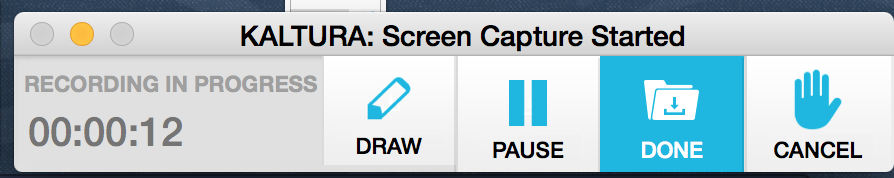 KALTURA: Screen Capture Started
RECORDING IN PROGRESS
00:00:12
DRAW
PAUSE
DONE
CANCEL